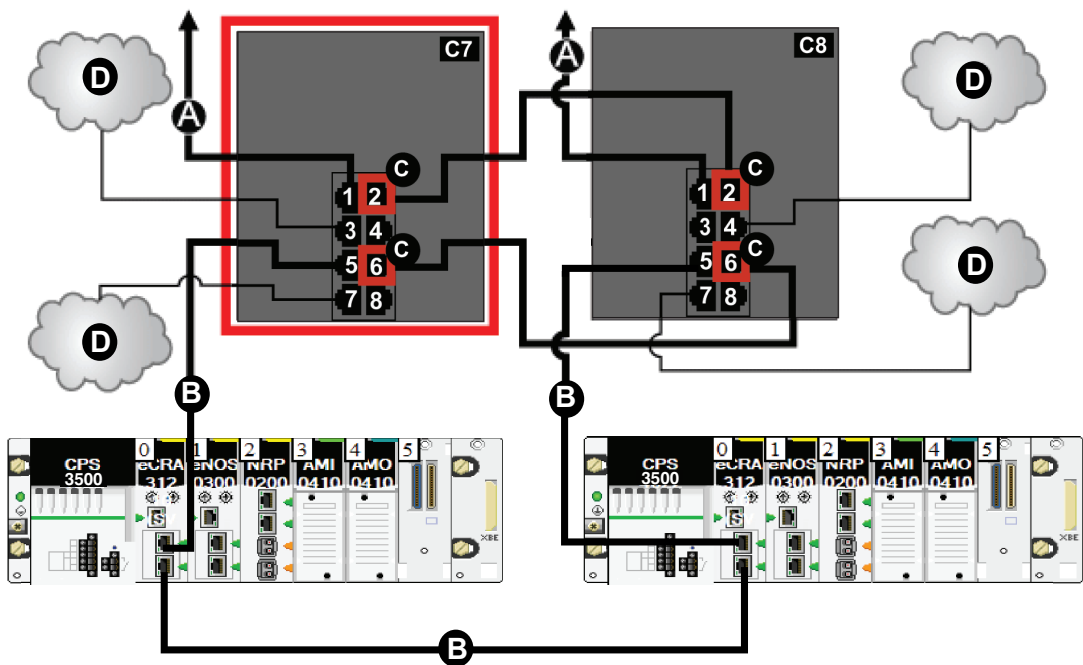 C7
C8
A
A
D
D
D
D
C
C
C
C
1 2
3 4
5 6
7 8
1 2
3 4
5 6
7 8
B
B
B
0 1 2 3 4 5
CPS eCRA eNOS NRP AMI AMO
3500 312 0300 0200 0410 0410
S
XBE
0 1 2 3 4 5
CPS eCRA eNOS NRP AMI AMO
3500 312 0300 0200 0410 0410
S
XBE